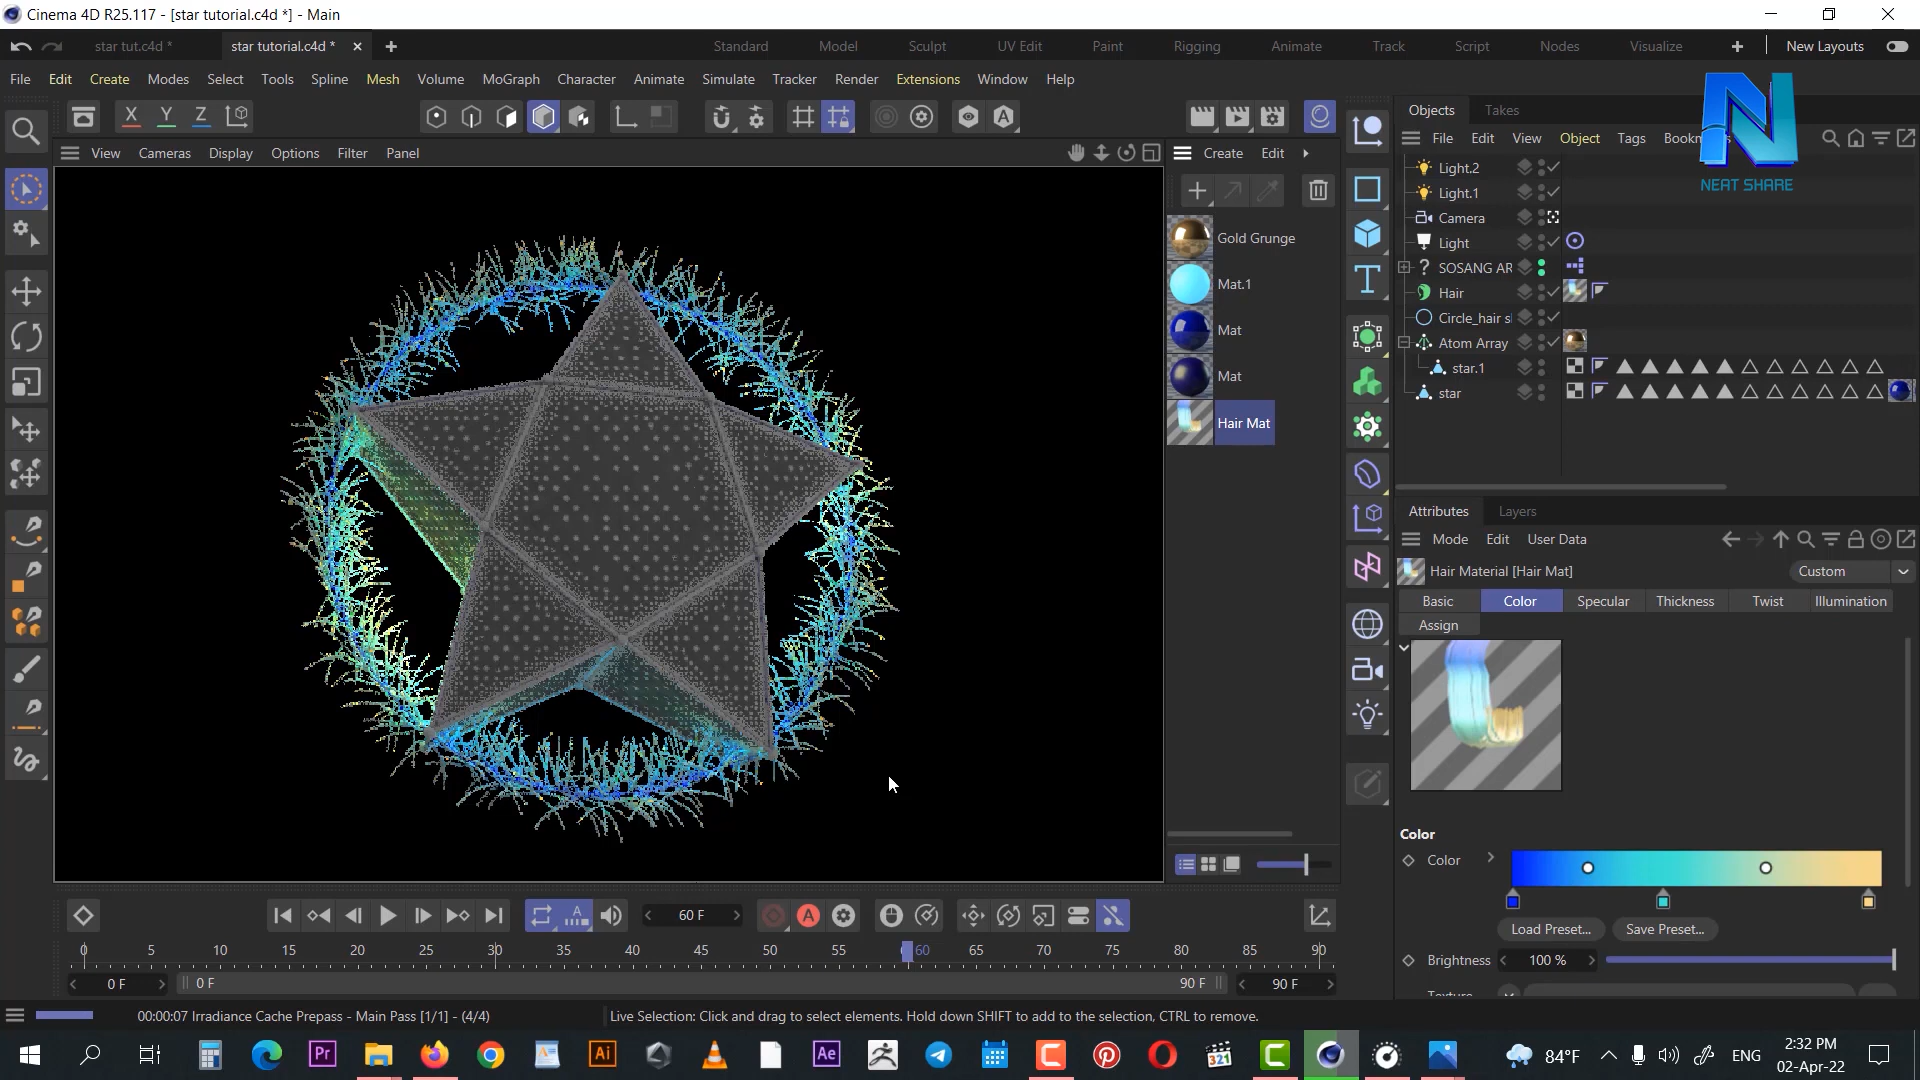 Cinema 4D R25.117 - [star tutorial.c4d *] - Main
star tut.c4d *
star tutorial.c4d *
Standard
Model
Sculpt
UV Edit
Paint
Rigging
Animate
Track
Script
Nodes
Visualize
New Layouts
File Edit Create Modes Select Tools Spline Mesh Volume MoGraph Character Animate Simulate Tracker Render Extensions Window Help
X Y Z
View Cameras Display Options Filter Panel
Create Edit
Gold Grunge
Mat.1
Mat
Mat
Hair Mat
Objects Takes
File Edit View Object Tags
NEAT SHARE
Light.2
Light.1
Camera
Light
SOSANG AR
Hair
Circle_hair s
Atom Array
star.1
star
Attributes Layers
Mode Edit User Data
Hair Material [Hair Mat]
Custom
Basic Color Specular Thickness Twist Illumination
Assign
Color
Color
Load Preset...
Save Preset...
Brightness
100 %
Texture
60 F
0 5 10 15 20 25 30 35 40 45 50 55 60 65 70 75 80 85 90
0 F
0 F
90 F
90 F
00:00:07 Irradiance Cache Prepass - Main Pass [1/1] - (4/4)
Live Selection: Click and drag to select elements. Hold down SHIFT to add to the selection, CTRL to remove.
Pr
Ai
Ae
321
84°F
ENG
2:32 PM
02-Apr-22